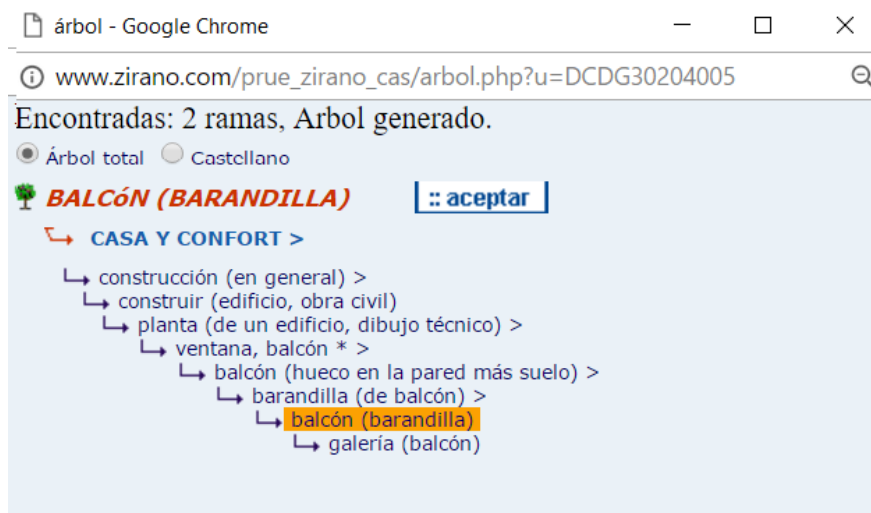 árbol - Google Chrome
www.zirano.com/prue_zirano_cas/arbol.php?u=DCDG30204005
Encontradas: 2 ramas, Arbol generado.
Árbol total Castellano
BALCóN (BARANDILLA) :: aceptar
CASA Y CONFORT >
construcción (en general) >
construir (edificio, obra civil)
planta (de un edificio, dibujo técnico) >
ventana, balcón * >
balcón (hueco en la pared más suelo) >
barandilla (de balcón) >
balcón (barandilla)
galería (balcón)